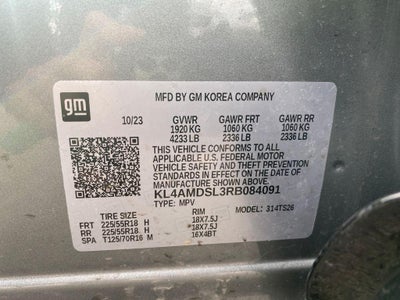 gm
MFD BY GM KOREA COMPANY
10/23
GVWR GAWR FRT GAWR RR
1920 KG 1060 KG 1060 KG
4233 LB 2336 LB 2336 LB
THIS VEHICLE CONFORMS TO ALL
APPLICABLE U.S. FEDERAL MOTOR
VEHICLE SAFETY AND THEFT PREVENTION
STANDARDS IN EFFECT ON THE DATE OF
MANUFACTURE SHOWN ABOVE.
KL4AMDSL3RB084091
TYPE: MPV
MODEL: 314TS26
TIRE SIZE RIM
FRT 225/55R18 H 18X7.5J
RR 225/55R18 H 18X7.5J
SPA T125/70R16 M 16X4BT